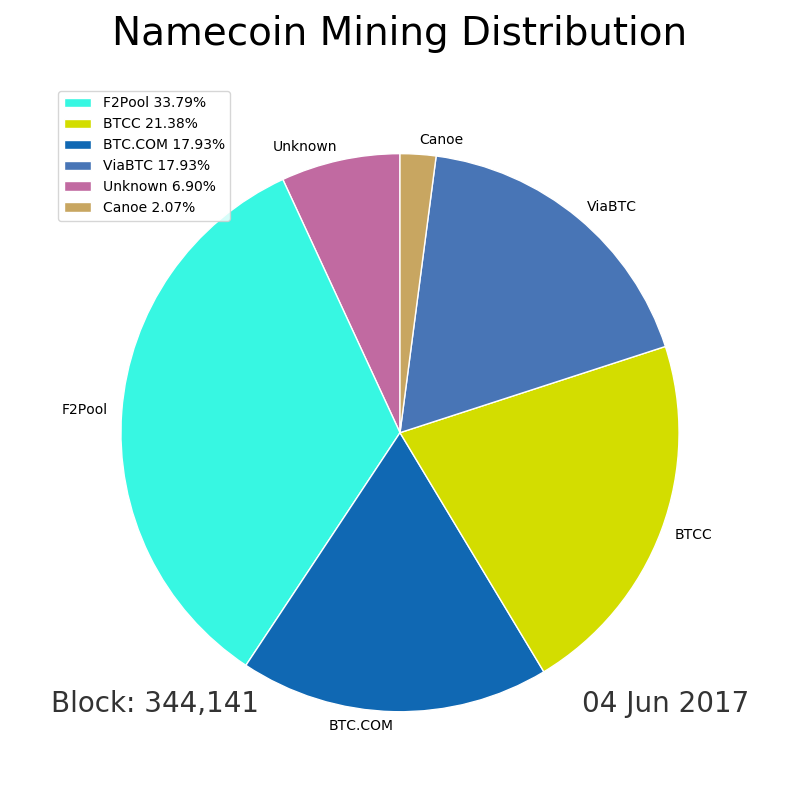 Namecoin Mining Distribution
F2Pool 33.79%
BTCC 21.38%
BTC.COM 17.93%
ViaBTC 17.93%
Unknown 6.90%
Canoe 2.07%
Canoe
Unknown
ViaBTC
F2Pool
BTCC
Block: 344,141
04 Jun 2017
BTC.COM